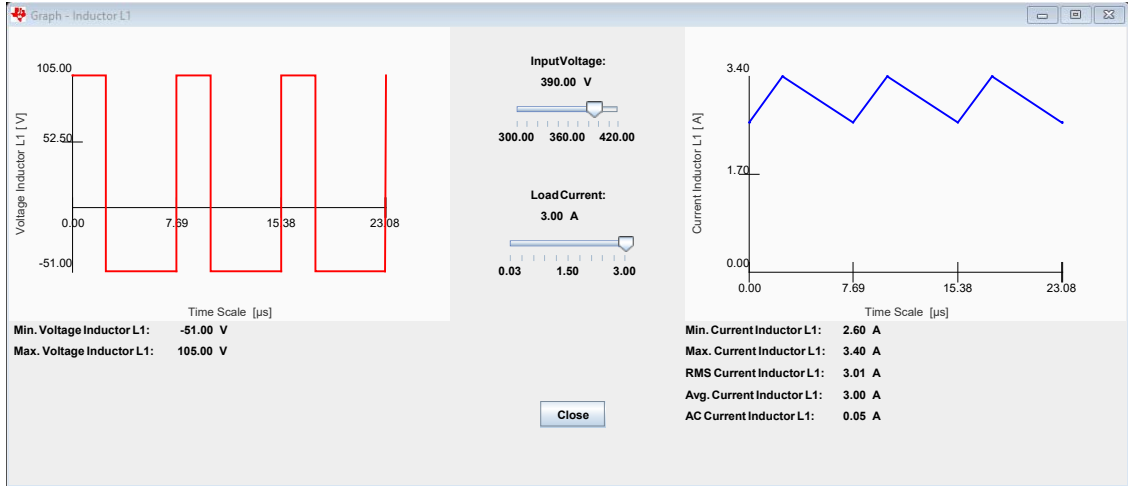 Graph - Inductor L1
105.00
52.50
-51.00
Voltage Inductor L1 [ V]
0.00 7.69 15.38 23.08
Time Scale [µs]
Min. Voltage Inductor L1: -51.00 V
Max. Voltage Inductor L1: 105.00 V
InputVoltage:
390.00 V
300.00 360.00 420.00
LoadCurrent:
3.00 A
0.03 1.50 3.00
Close
3.40
1.70
0.00
Current Inductor L1 [ A]
0.00 7.69 15.38 23.08
Time Scale [µs]
Min. Current Inductor L1: 2.60 A
Max. Current Inductor L1: 3.40 A
RMS Current Inductor L1: 3.01 A
Avg. Current Inductor L1: 3.00 A
AC Current Inductor L1: 0.05 A